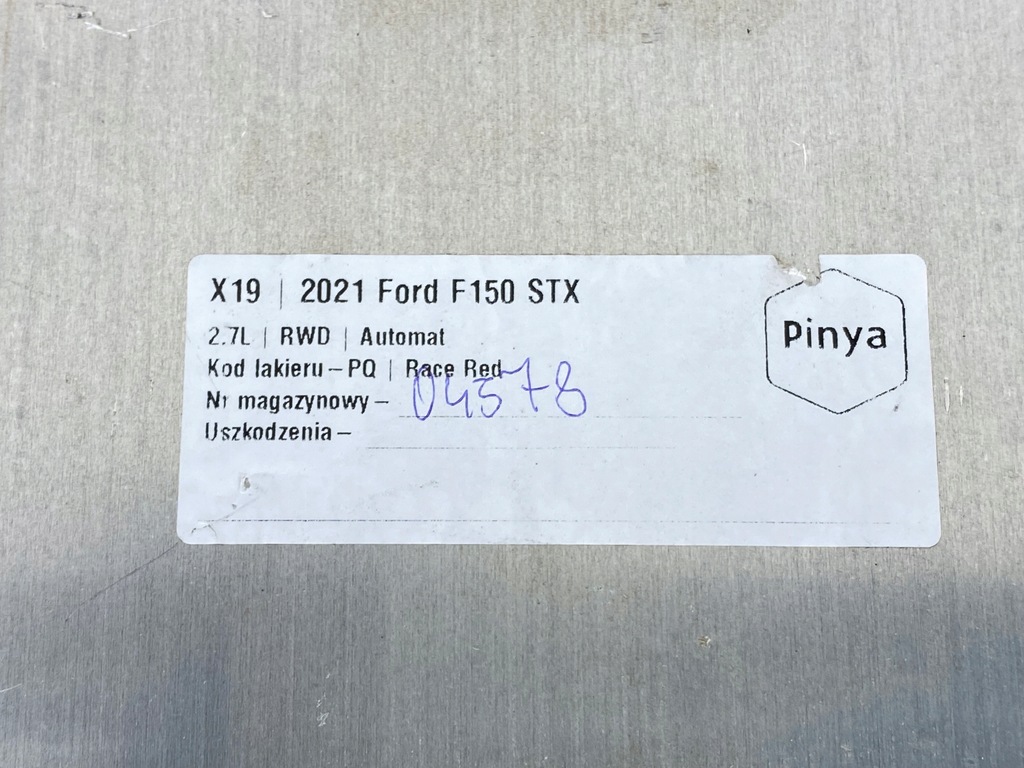 X19 | 2021 Ford F150 STX
Pinya
2.7L | RWD | Automat
Kod lakieru – PQ | Race Red
Nr magazynowy – 04578
Uszkodzenia –